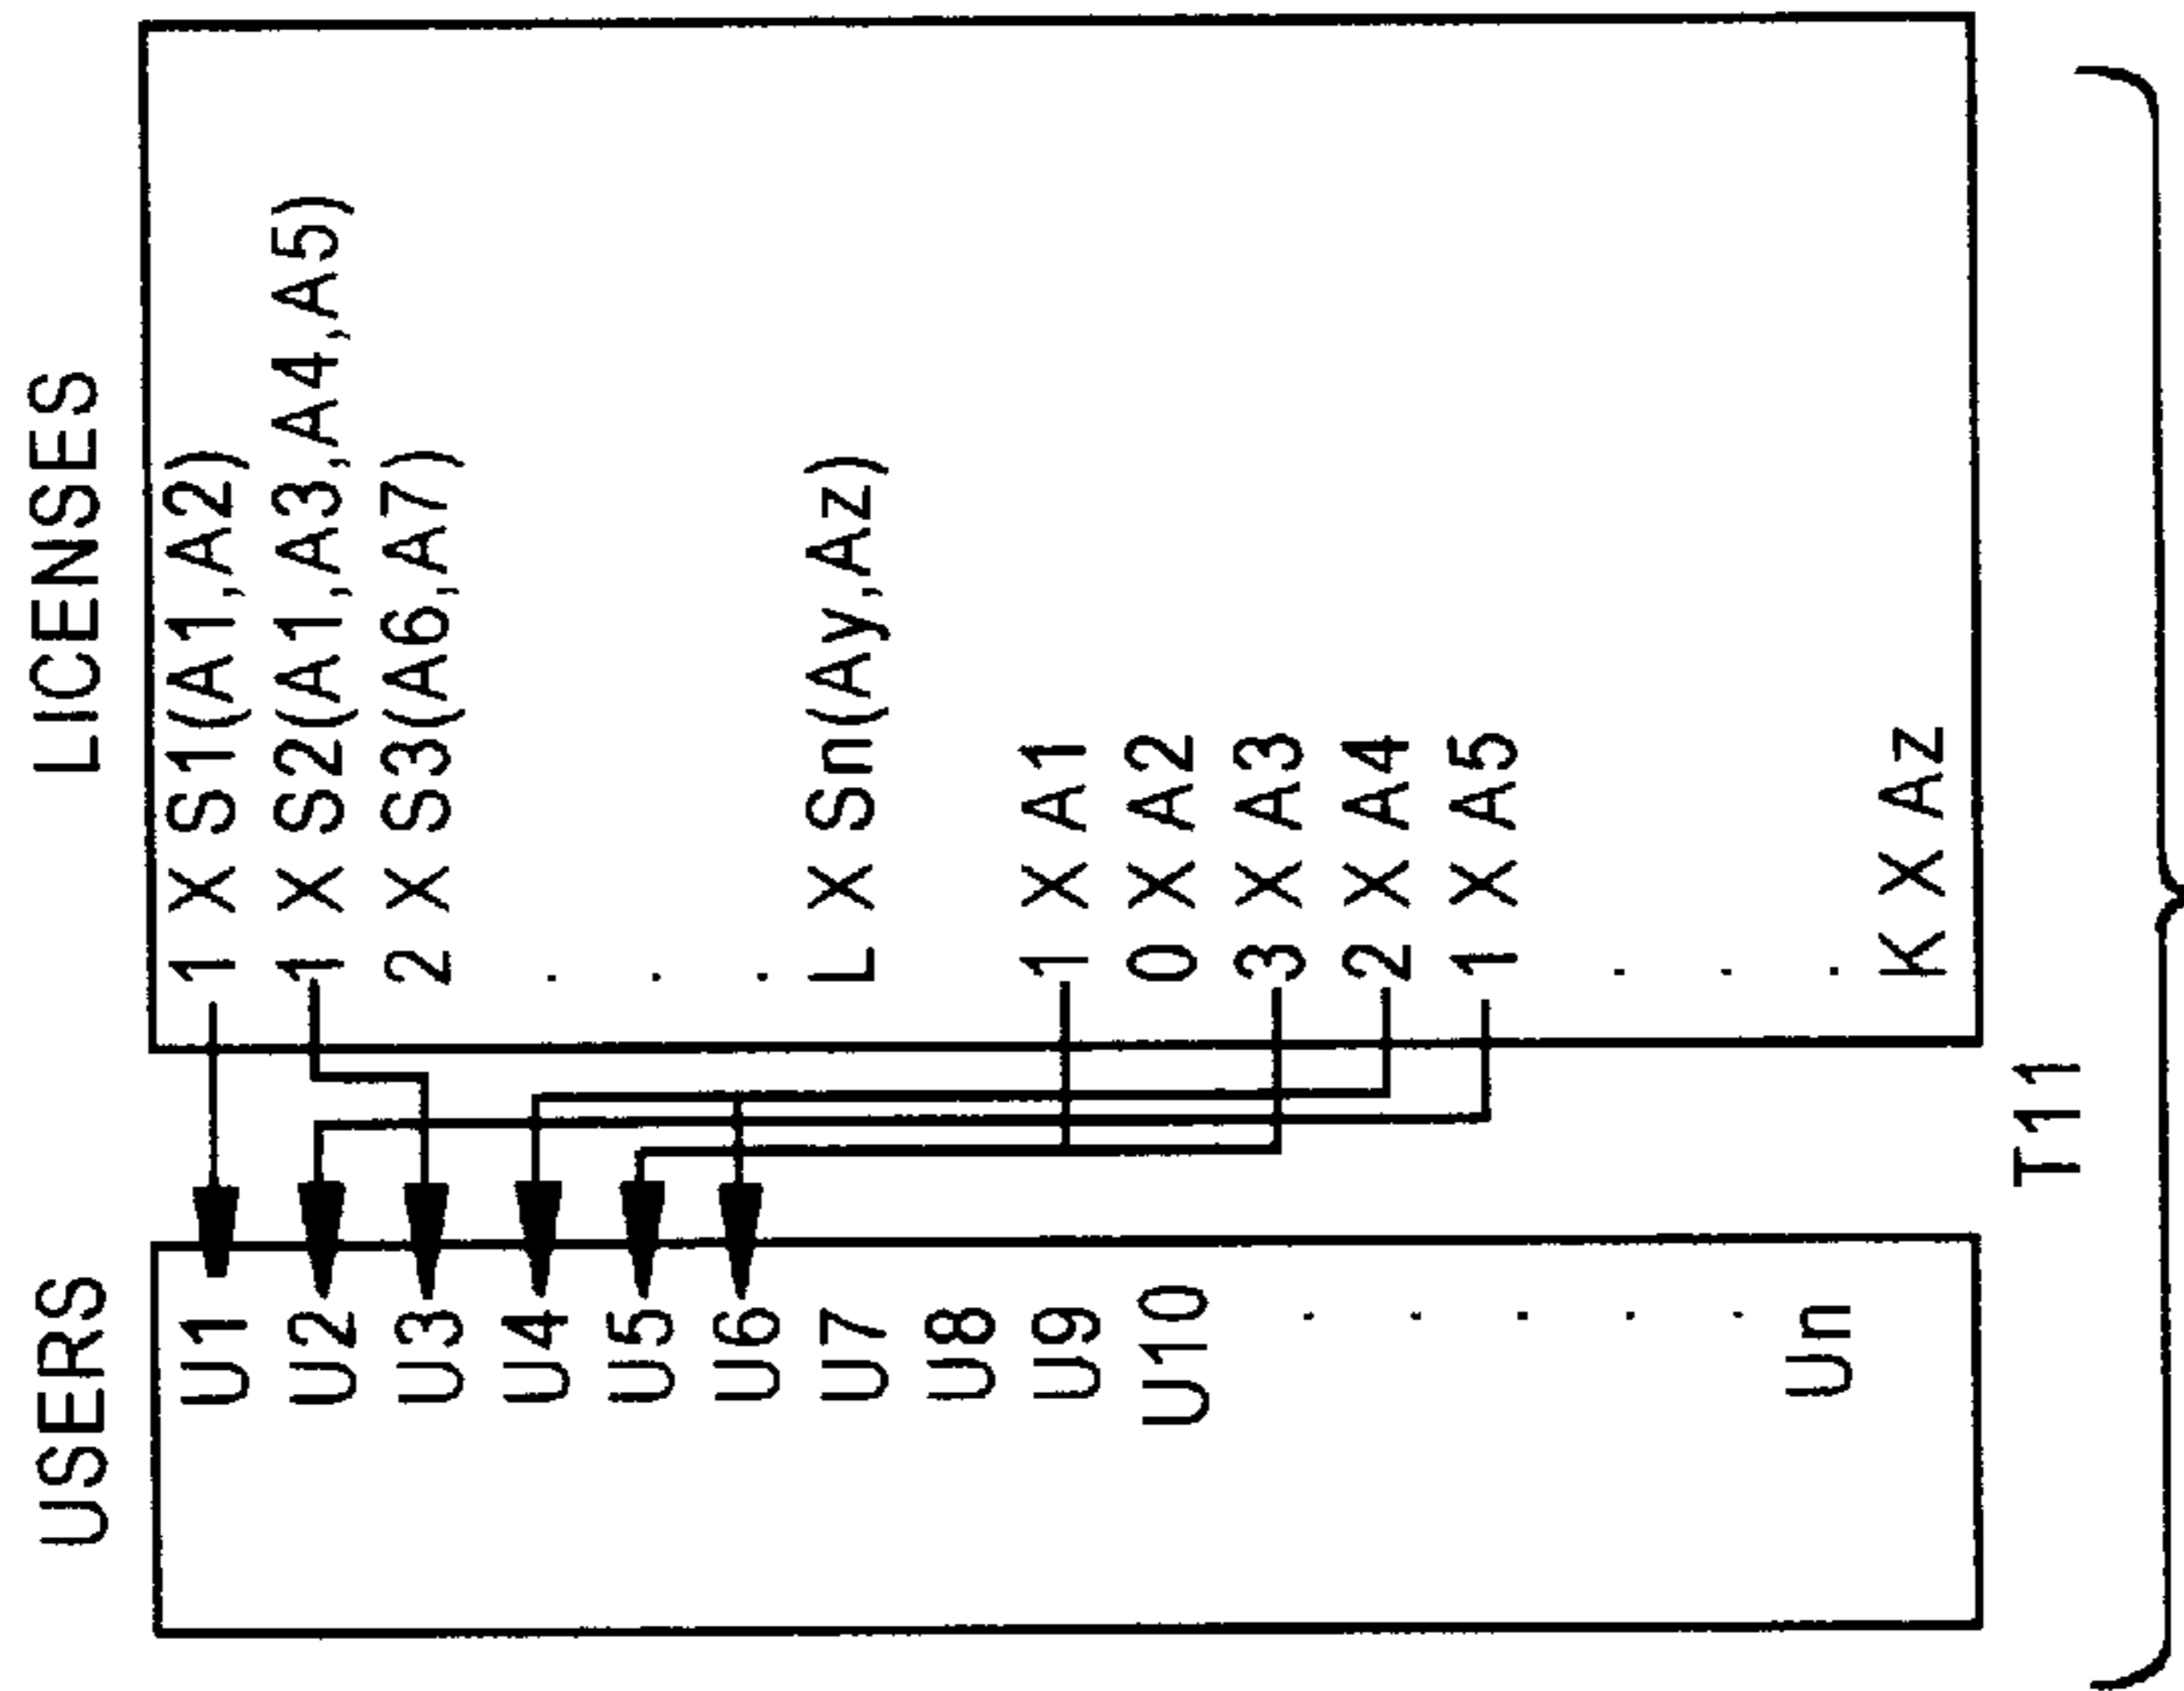 USERS
U1
U2
U3
U4
U5
U6
U7
U8
U9
U10
.
.
.
.
.
Un
LICENSES
1 X S1(A1,A2)
1 X S2(A1,A3,A4,A5)
2 X S3(A6,A7)
.
.
.
L X Sn(Ay,Az)
1 X A1
0 X A2
3 X A3
2 X A4
1 X A5
.
.
.
K X Az
T11